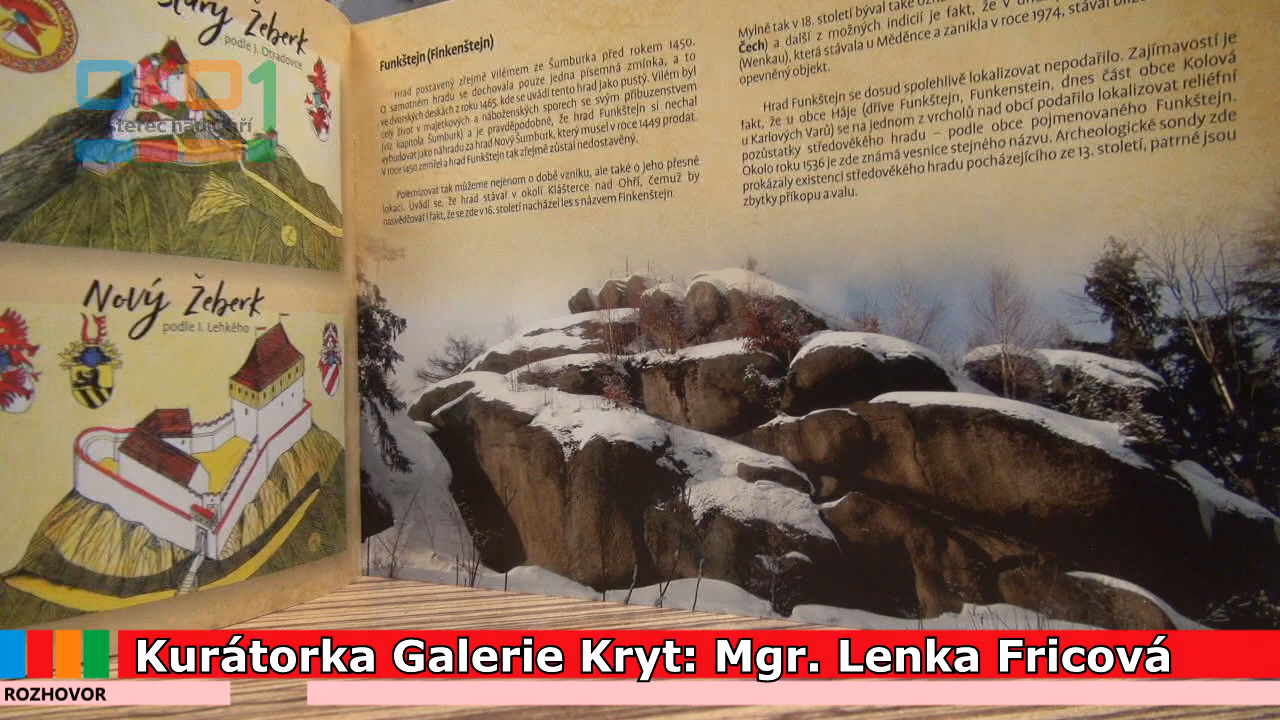 Starý Žeberk
podle J. Otradovce
OKO1
Nový Žeberk
podle I. Lehkého
Funkštejn (Finkenštejn)
Hrad postavený zřejmě Vilémem ze Šumburka před rokem 1450.
O samotném hradu se dochovala pouze jedna písemná zmínka, a to
ve dvorských deskách z roku 1465, kde se uvádí tento hrad jako pustý. Vilém byl
celý život v majetkových a náboženských sporech se svým příbuzenstvem
(viz kapitola Šumburk) a je pravděpodobné, že hrad Funkštejn si nechal
vybudovat jako náhradu za hrad Nový Šumburk, který musel v roce 1449 prodat.
V roce 1450 zemřel a hrad Funkštejn tak zřejmě zůstal nedostavěný.
Polemizovat tak můžeme nejenom o době vzniku, ale také o jeho přesné
lokaci. Uvádí se, že hrad stával v okolí Klášterce nad Ohří, čemuž by
nasvědčoval i fakt, že se zde v 16. století nacházel les s názvem Finkenštejn.
Mylně tak v 18. století býval také
Čech) a další z možných indicií je fakt, že v
(Wenkau), která stávala u Měděnce a zanikla v roce 1974, stával
opevněný objekt.
Hrad Funkštejn se dosud spolehlivě lokalizovat nepodařilo. Zajímavostí je
fakt, že u obce Háje (dříve Funkštejn, Funkenstein, dnes část obce Kolová
u Karlových Varů) se na jednom z vrcholů nad obcí podařilo lokalizovat reliéfní
pozůstatky středověkého hradu – podle obce pojmenovaného Funkštejn.
Okolo roku 1536 je zde známá vesnice stejného názvu. Archeologické sondy zde
prokázaly existenci středověkého hradu pocházejícího ze 13. století, patrné jsou
zbytky příkopu a valu.
Kurátorka Galerie Kryt: Mgr. Lenka Fricová
ROZHOVOR